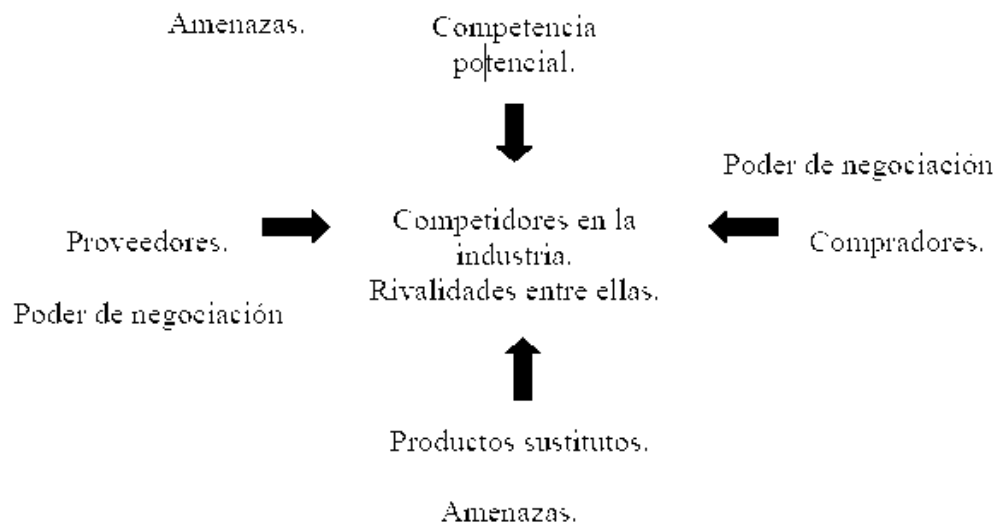 Amenazas.
Competencia
potencial.
Poder de negociación
Proveedores.
Competidores en la
industria.
Rivalidades entre ellas.
Compradores.
Poder de negociación
Productos sustitutos.
Amenazas.